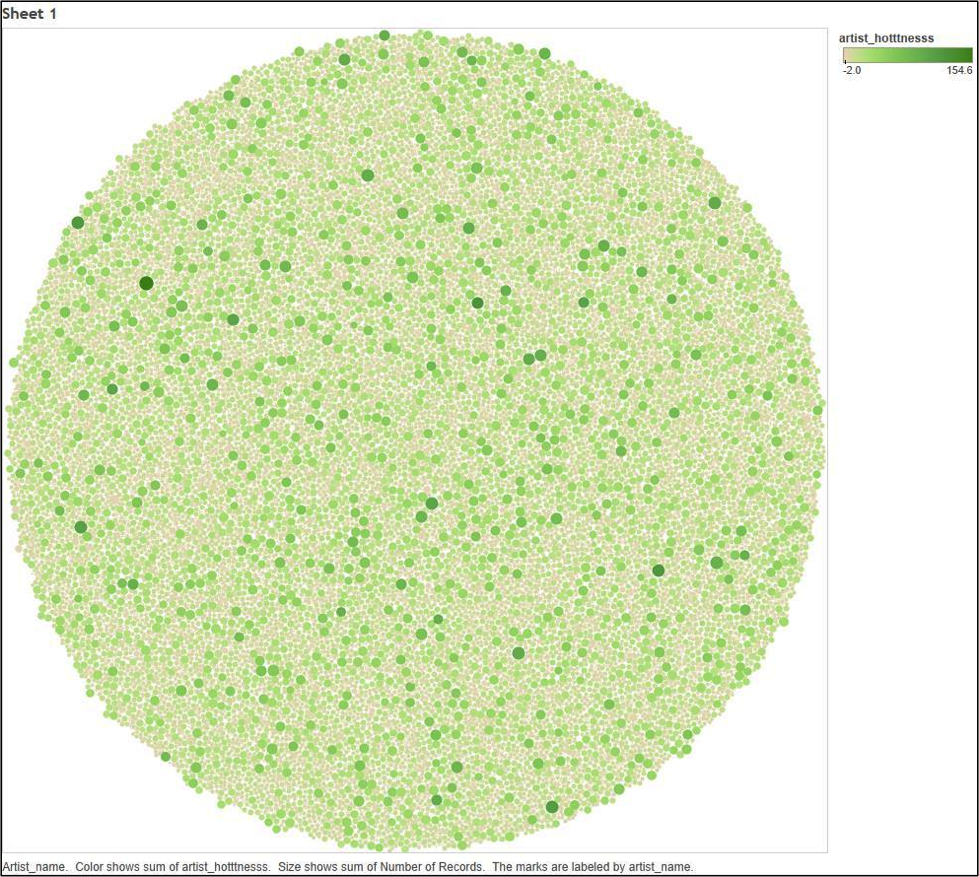 Sheet 1
artist_hotttnesss
-2.0 154.6
Artist_name.  Color shows sum of artist_hotttnesss.  Size shows sum of Number of Records.  The marks are labeled by artist_name.